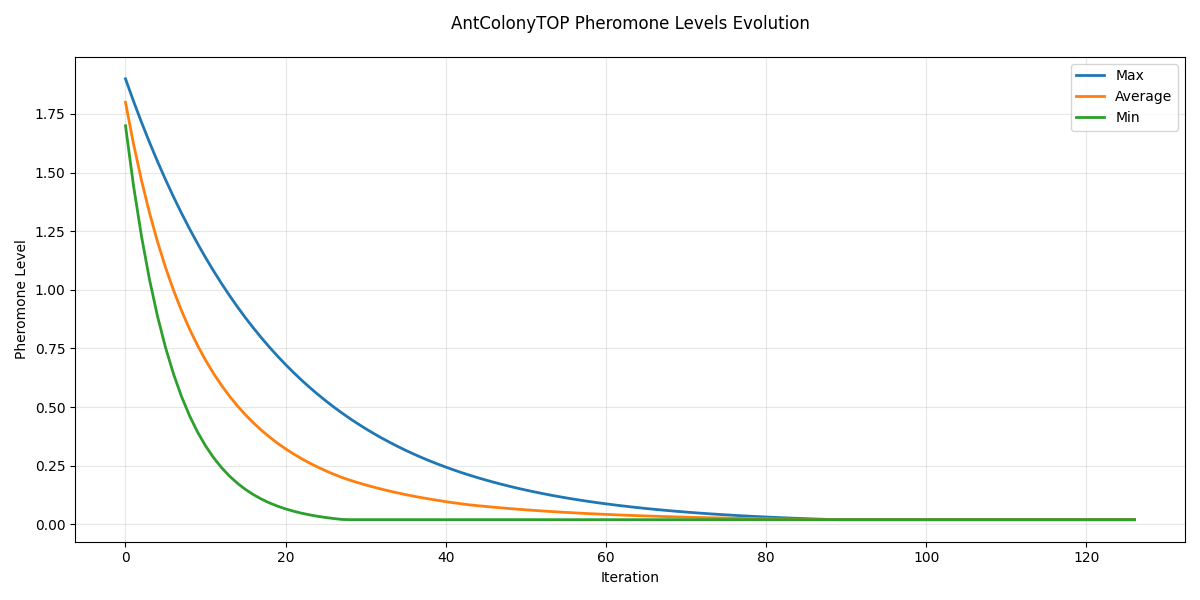 AntColonyTOP Pheromone Levels Evolution
Max
Average
Min
Pheromone Level
1.75
1.50
1.25
1.00
0.75
0.50
0.25
0.00
0 20 40 60 80 100 120
Iteration